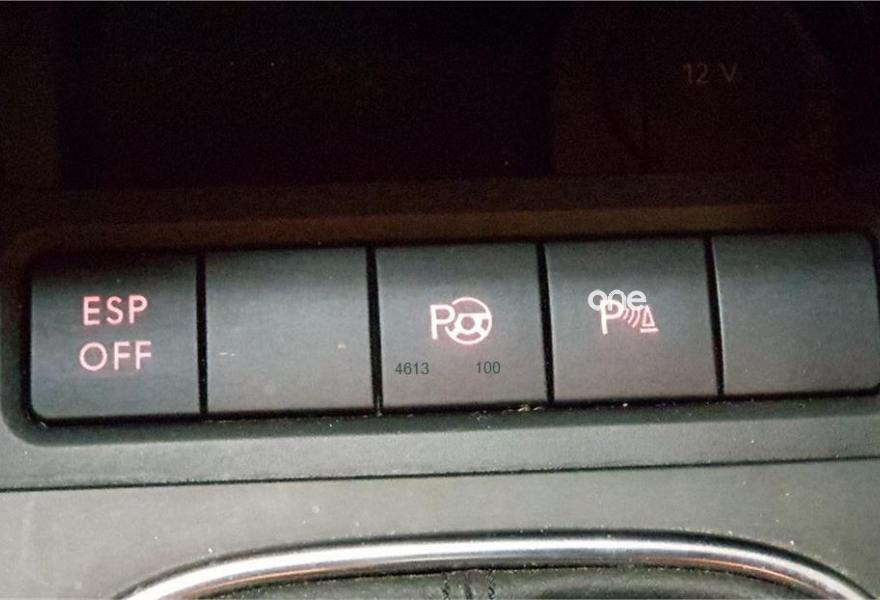 12 V
ESP
OFF
P
one
P
4613 100